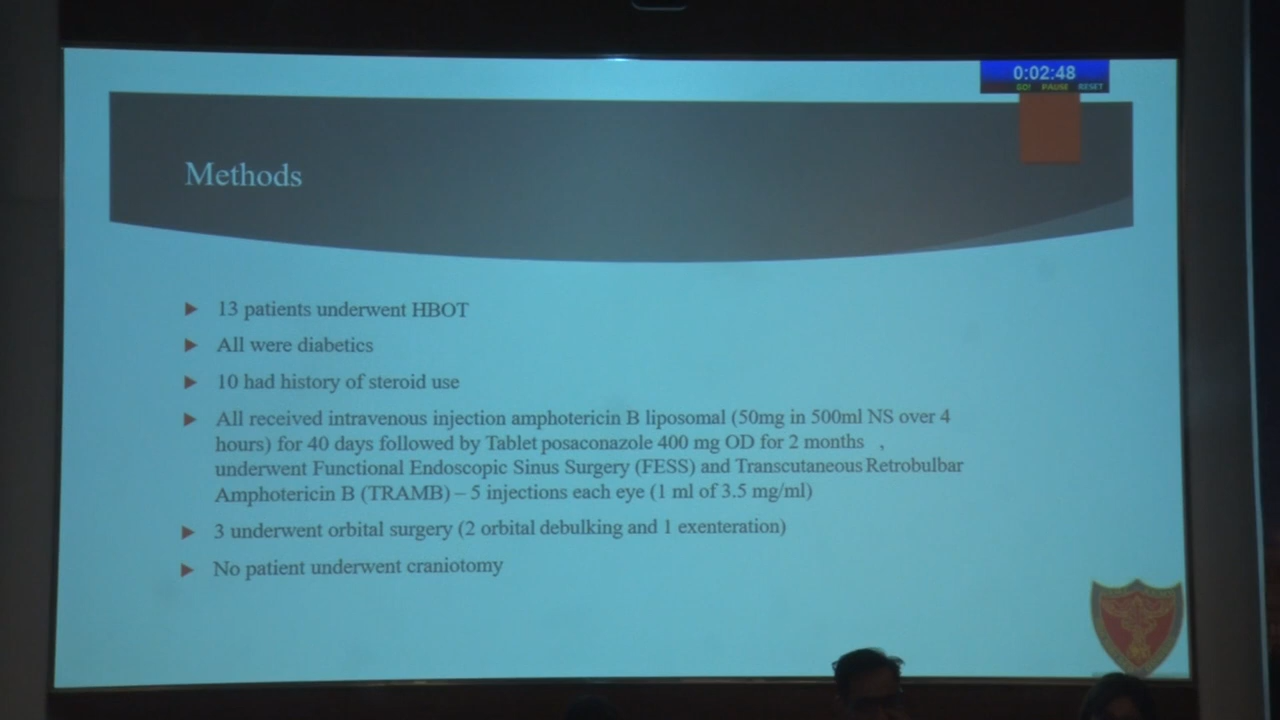 0:02:48
GO! PAUSE RESET
Methods
13 patients underwent HBOT
All were diabetics
10 had history of steroid use
All received intravenous injection amphotericin B liposomal (50mg in 500ml NS over 4
hours) for 40 days followed by Tablet posaconazole 400 mg OD for 2 months ,
underwent Functional Endoscopic Sinus Surgery (FESS) and Transcutaneous Retrobulbar
Amphotericin B (TRAMB) – 5 injections each eye (1 ml of 3.5 mg/ml)
3 underwent orbital surgery (2 orbital debulking and 1 exenteration)
No patient underwent craniotomy